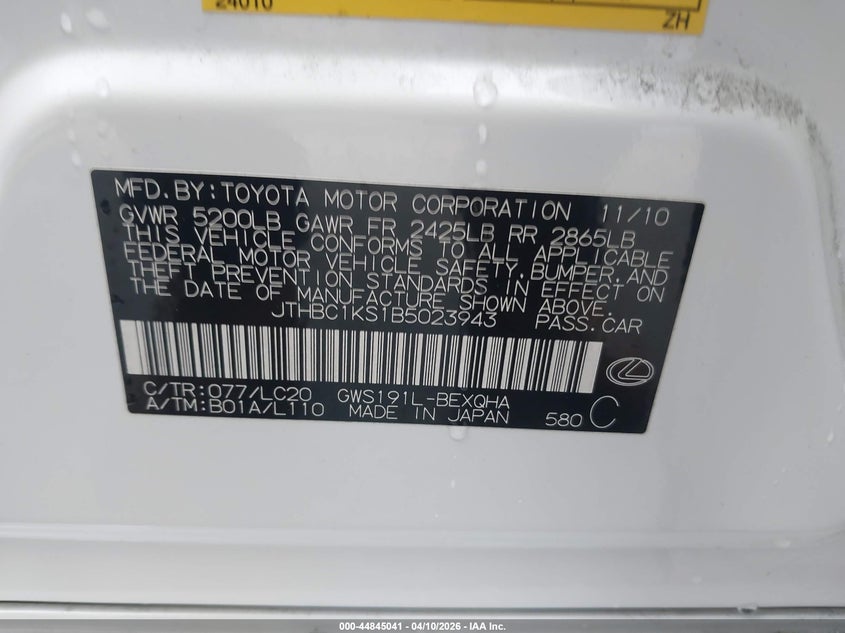 24010
ZH
MFD. BY: TOYOTA MOTOR CORPORATION 11/10
GVWR 5200LB GAWR FR 2425LB RR 2865LB
THIS VEHICLE CONFORMS TO ALL APPLICABLE
FEDERAL MOTOR VEHICLE SAFETY, BUMPER, AND
THEFT PREVENTION STANDARDS IN EFFECT ON
THE DATE OF MANUFACTURE SHOWN ABOVE.
JTHBC1KS1B5023943 PASS. CAR
C/TR: 077/LC20 GWS191L-BEXQHA
A/TM: B01A/L110 MADE IN JAPAN 580 C
000-44845041 - 04/10/2026 - IAA Inc.